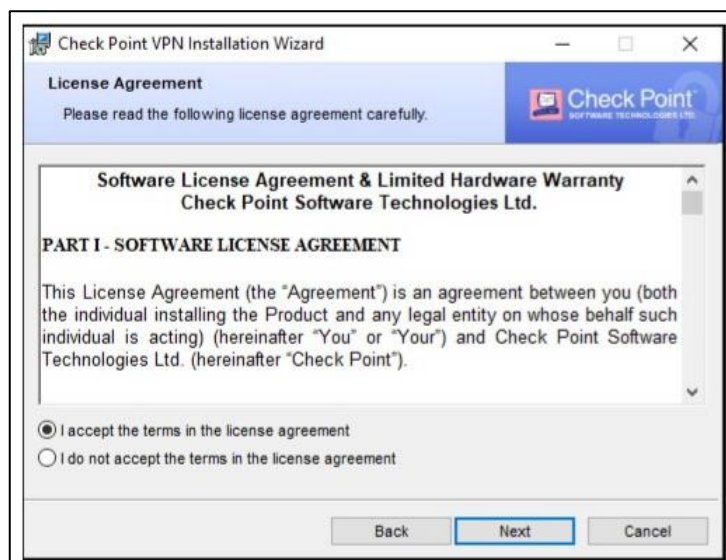 Check Point VPN Installation Wizard
License Agreement
Please read the following license agreement carefully.
Check Point
SOFTWARE TECHNOLOGIES LTD.
Software License Agreement & Limited Hardware Warranty
Check Point Software Technologies Ltd.
PART I - SOFTWARE LICENSE AGREEMENT
This License Agreement (the “Agreement”) is an agreement between you (both
the individual installing the Product and any legal entity on whose behalf such
individual is acting) (hereinafter “You” or “Your”) and Check Point Software
Technologies Ltd. (hereinafter “Check Point”).
I accept the terms in the license agreement
I do not accept the terms in the license agreement
Back
Next
Cancel